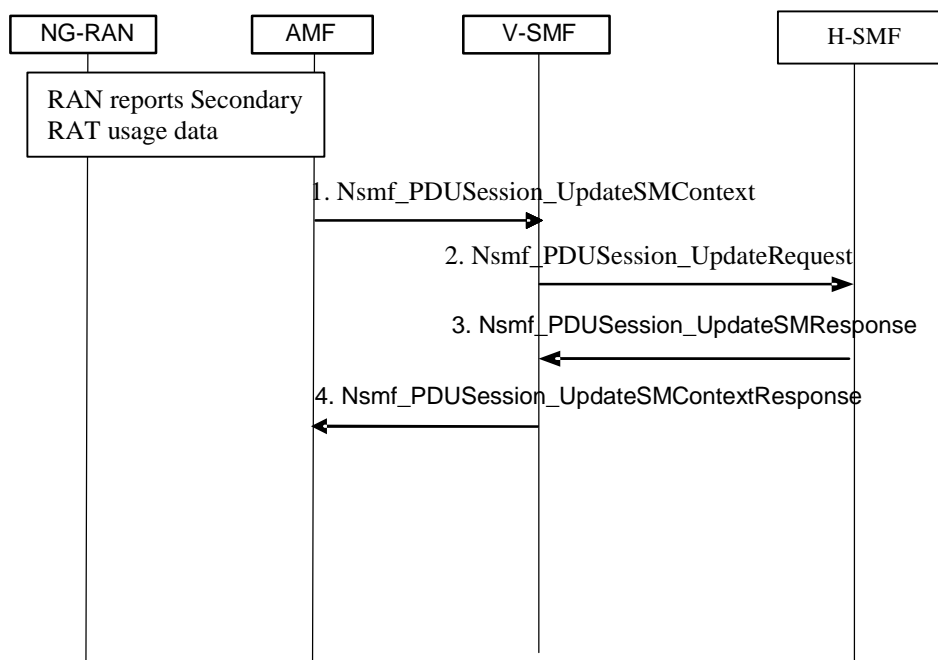 NG-RAN
AMF
V-SMF
H-SMF
RAN reports Secondary
RAT usage data
1. Nsmf_PDUSession_UpdateSMContext
2. Nsmf_PDUSession_UpdateRequest
3. Nsmf_PDUSession_UpdateSMResponse
4. Nsmf_PDUSession_UpdateSMContextResponse